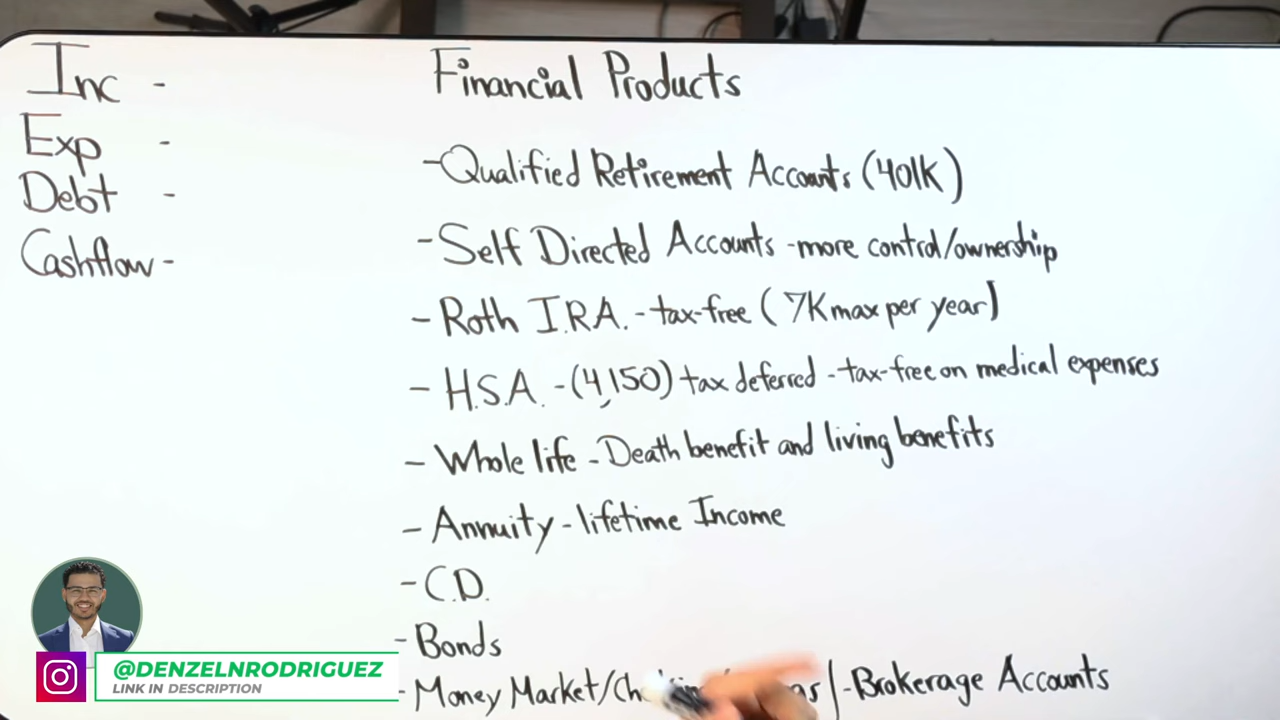 Inc -
Exp -
Debt -
Cashflow -
Financial Products
- Qualified Retirement Accounts (401K)
- Self Directed Accounts - more control/ownership
- Roth I.R.A. - tax-free (7K max per year)
- H.S.A. - (4,150) tax deferred - tax-free on medical expenses
- Whole life - Death benefit and living benefits
- Annuity - lifetime Income
- C.D.
- Bonds
- Money Market/ | - Brokerage Accounts
@DENZELNRODRIGUEZ
LINK IN DESCRIPTION